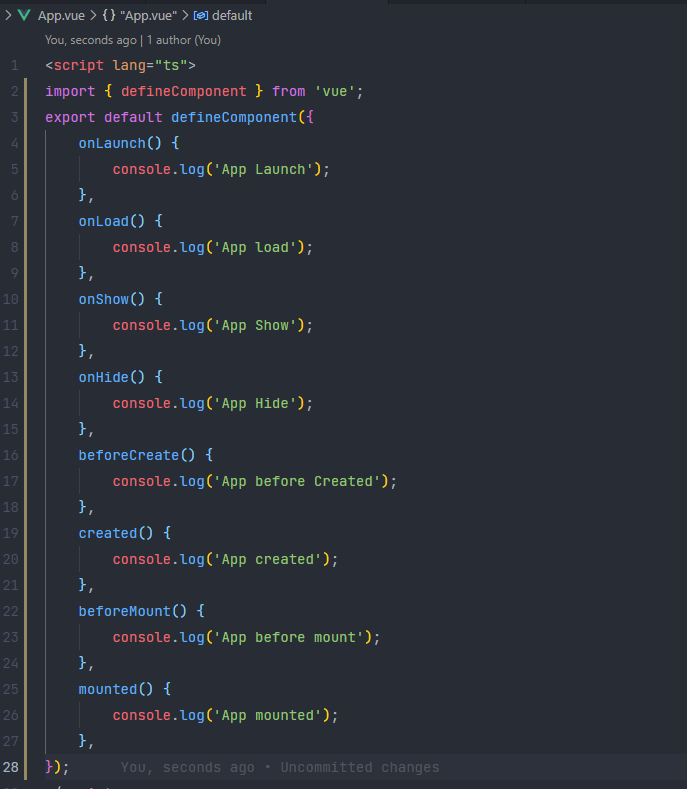 App.vue > {} "App.vue" > default
You, seconds ago | 1 author (You)
1 <script lang="ts">
2 import { defineComponent } from 'vue';
3 export default defineComponent({
4     onLaunch() {
5         console.log('App Launch');
6     },
7     onLoad() {
8         console.log('App load');
9     },
10     onShow() {
11         console.log('App Show');
12     },
13     onHide() {
14         console.log('App Hide');
15     },
16     beforeCreate() {
17         console.log('App before Created');
18     },
19     created() {
20         console.log('App created');
21     },
22     beforeMount() {
23         console.log('App before mount');
24     },
25     mounted() {
26         console.log('App mounted');
27     },
28 });     You, seconds ago • Uncommitted changes